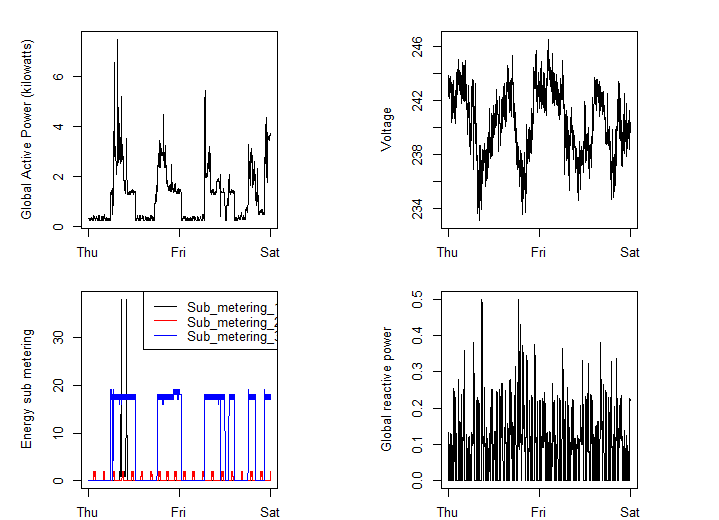 Global Active Power (kilowatts)
0
2
4
6
Thu
Fri
Sat
Voltage
234
238
242
246
Thu
Fri
Sat
Energy sub metering
0
10
20
30
Thu
Fri
Sat
Sub_metering_1
Sub_metering_2
Sub_metering_3
Global reactive power
0.0
0.1
0.2
0.3
0.4
0.5
Thu
Fri
Sat